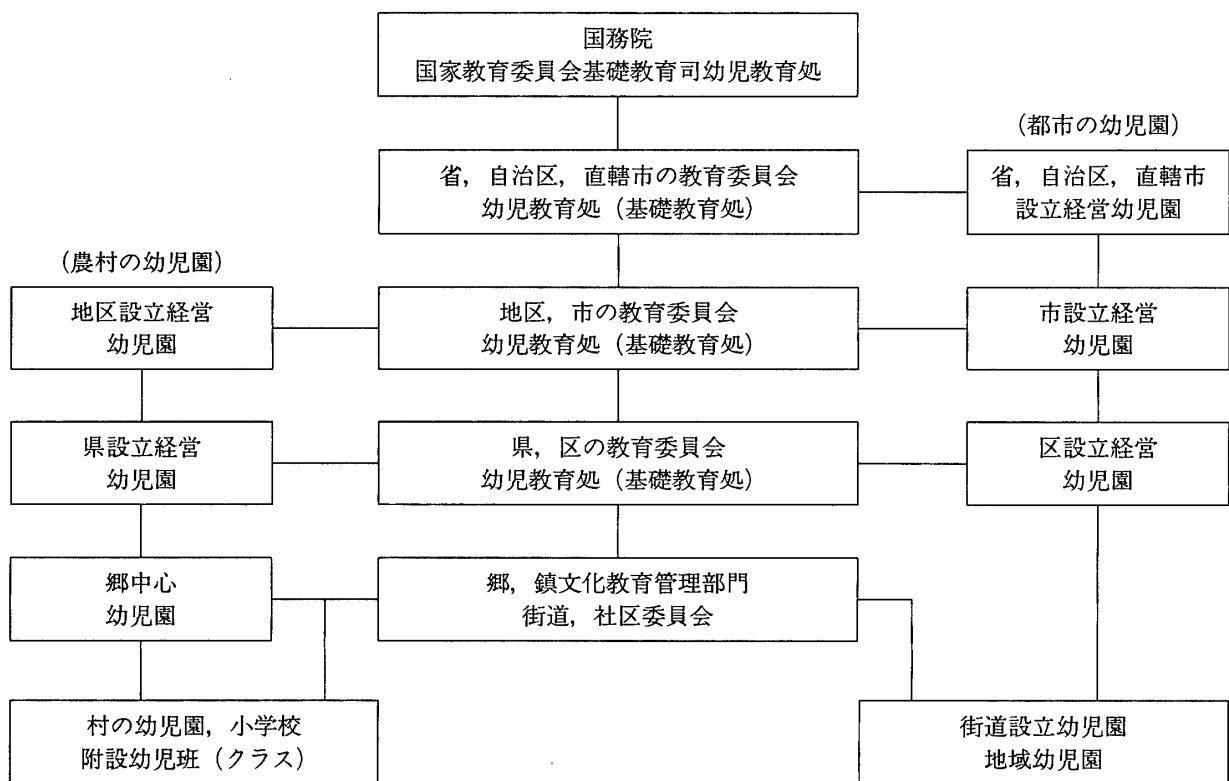 国務院
国家教育委員会基礎教育司幼児教育処
(都市の幼児園)
省，自治区，直轄市の教育委員会
幼児教育処 (基礎教育処)
省，自治区，直轄市
設立経営幼児園
(農村の幼児園)
地区設立経営
幼児園
地区，市の教育委員会
幼児教育処 (基礎教育処)
市設立経営
幼児園
県設立経営
幼児園
県，区の教育委員会
幼児教育処 (基礎教育処)
区設立経営
幼児園
郷中心
幼児園
郷，鎮文化教育管理部門
街道，社区委員会
村の幼児園，小学校
附設幼児班 (クラス)
街道設立幼児園
地域幼児園